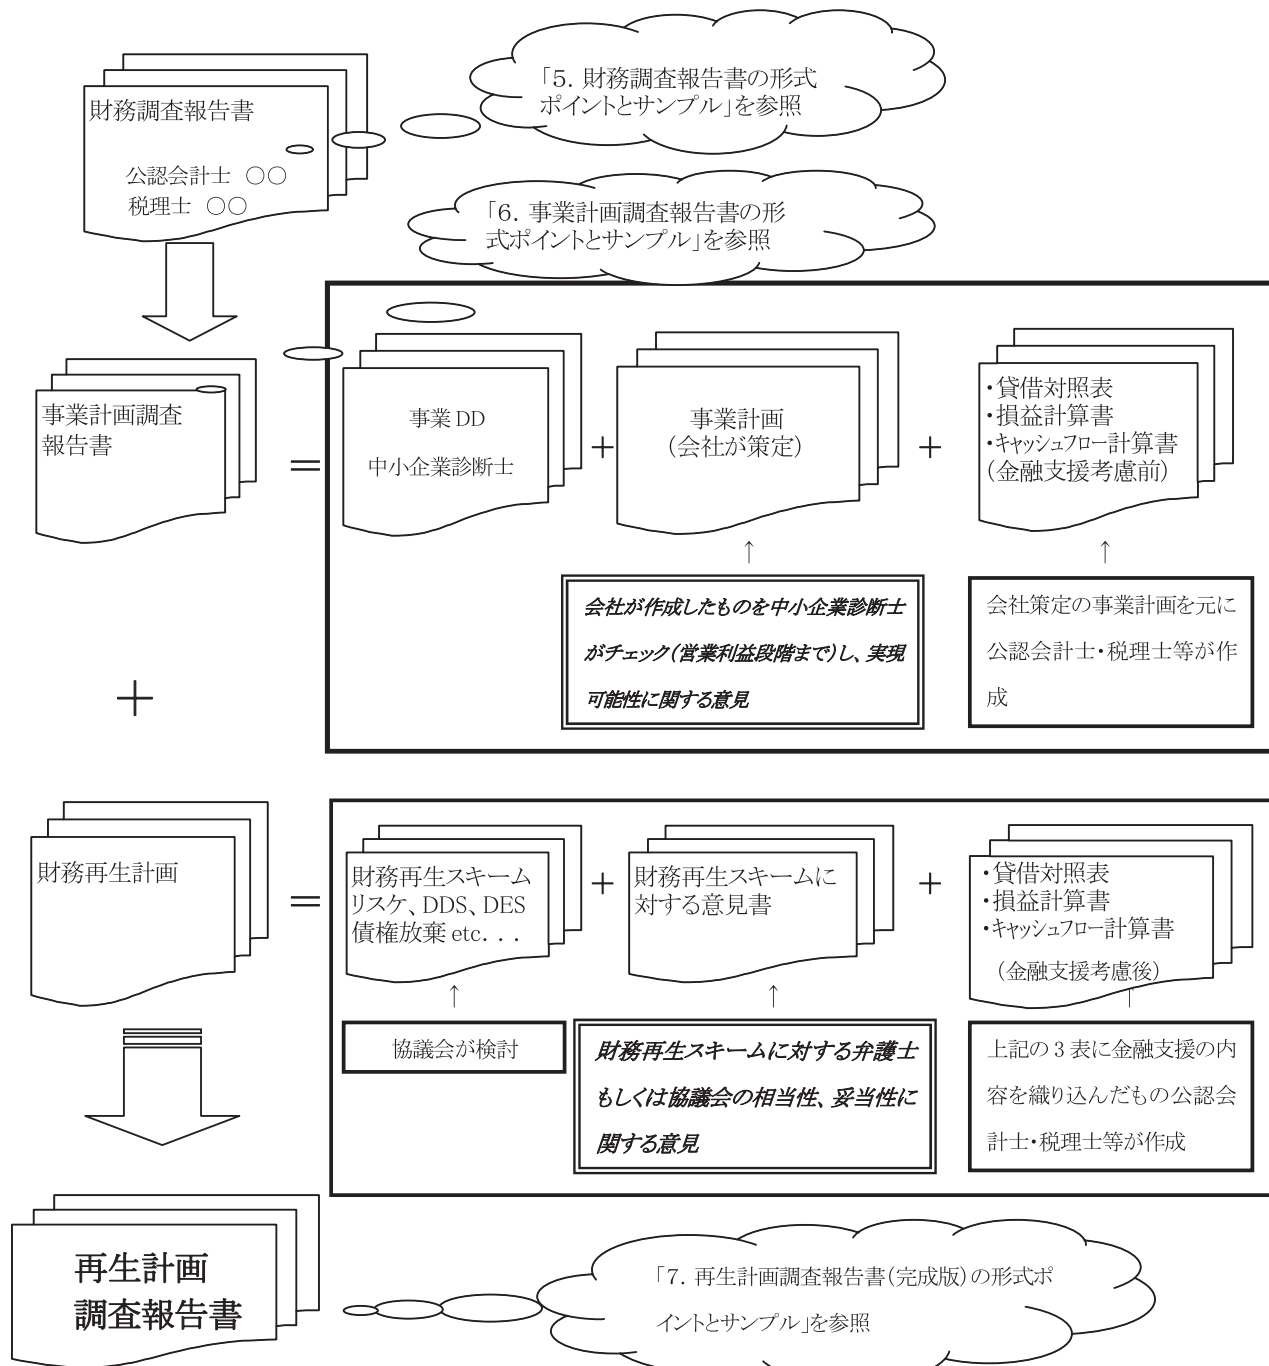 「5. 財務調査報告書の形式
ポイントとサンプル」を参照
財務調査報告書
公認会計士 ○○
税理士 ○○
「6. 事業計画調査報告書の形
式ポイントとサンプル」を参照
事業計画調査
報告書
＝
事業 DD
中小企業診断士
＋
事業計画
(会社が策定)
＋
・貸借対照表
・損益計算書
・キャッシュフロー計算書
(金融支援考慮前)
↑
↑
会社が作成したものを中小企業診断士
がチェック(営業利益段階まで)し、実現
可能性に関する意見
会社策定の事業計画を元に
公認会計士・税理士等が作
成
＋
財務再生計画
＝
財務再生スキーム
リスケ、DDS、DES
債権放棄 etc. . .
＋
財務再生スキームに
対する意見書
＋
・貸借対照表
・損益計算書
・キャッシュフロー計算書
(金融支援考慮後)
↑
↑
↑
協議会が検討
財務再生スキームに対する弁護士
もしくは協議会の相当性、妥当性に
関する意見
上記の 3 表に金融支援の内
容を織り込んだもの公認会
計士・税理士等が作成
再生計画
調査報告書
「7. 再生計画調査報告書(完成版)の形式ポ
イントとサンプル」を参照